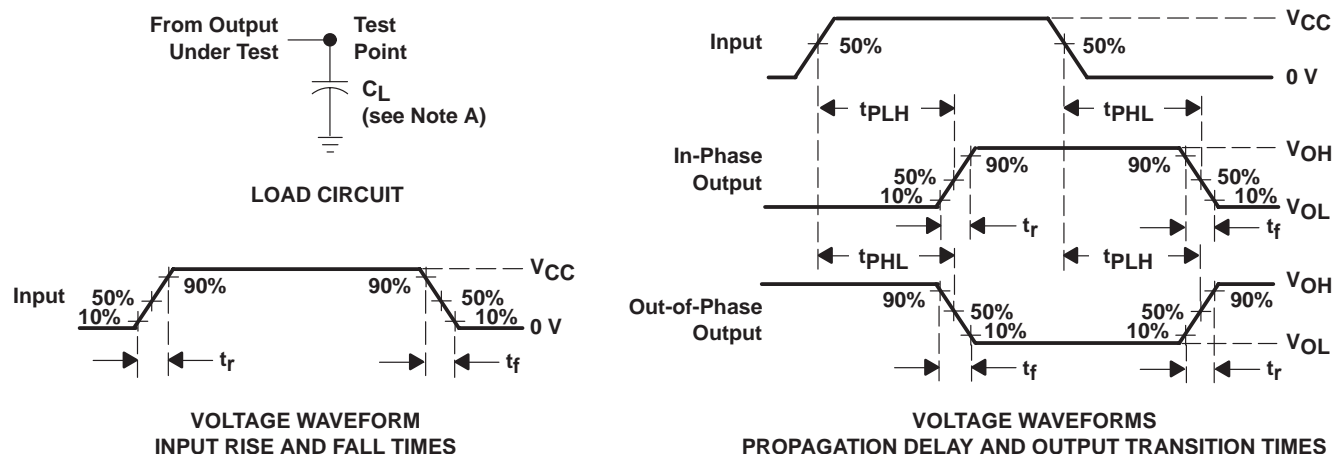 From Output
Under Test
Test
Point
CL
(see Note A)
LOAD CIRCUIT
Input
50%
10%
90%
90%
50%
10%
VCC
0 V
tr
tf
VOLTAGE WAVEFORM
INPUT RISE AND FALL TIMES
Input
50%
50%
VCC
0 V
tPLH
tPHL
In-Phase
Output
50%
10%
90%
90%
50%
10%
VOH
VOL
tr
tf
tPHL
tPLH
Out-of-Phase
Output
90%
50%
10%
50%
10%
90%
VOH
VOL
tf
tr
VOLTAGE WAVEFORMS
PROPAGATION DELAY AND OUTPUT TRANSITION TIMES